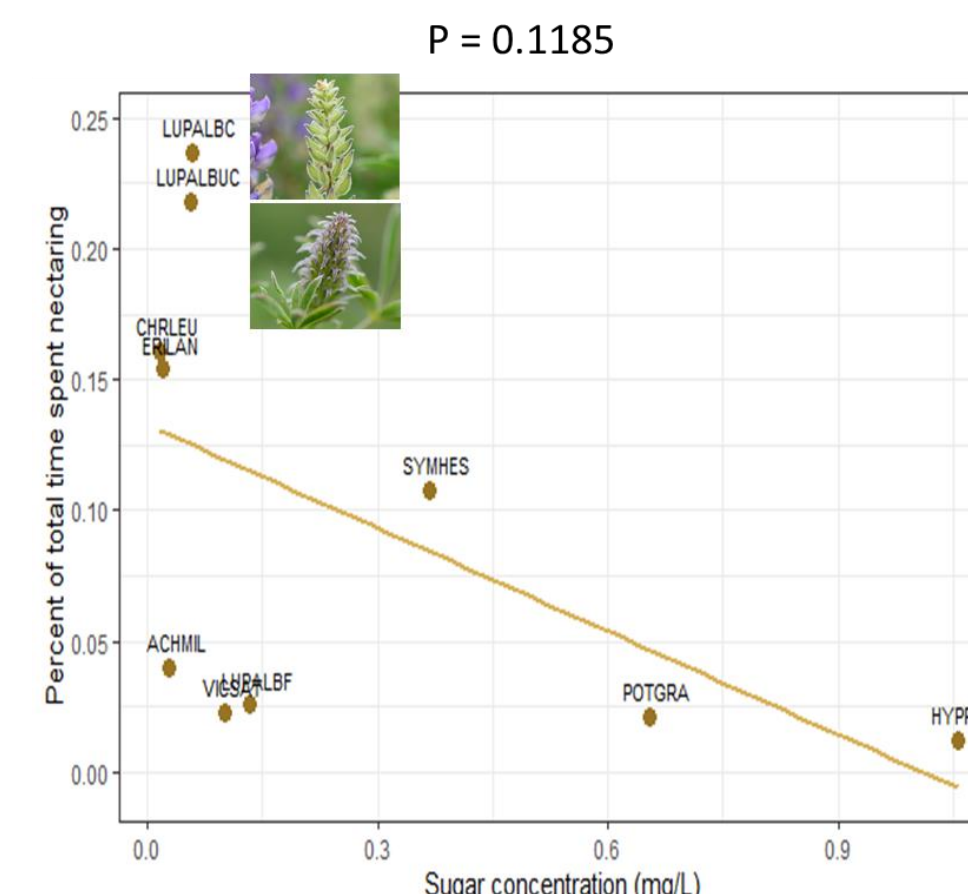 P = 0.1185
0.25
LUPALBC
LUPALBUC
0.20
CHRLEU
ERILAN
0.15
SYMHES
0.10
0.05
ACHMIL
LUPALBF
POTGRA
0.00
0.0
0.3
0.6
0.9
Percent of total time spent nectaring
Sugar concentration (mg/L)